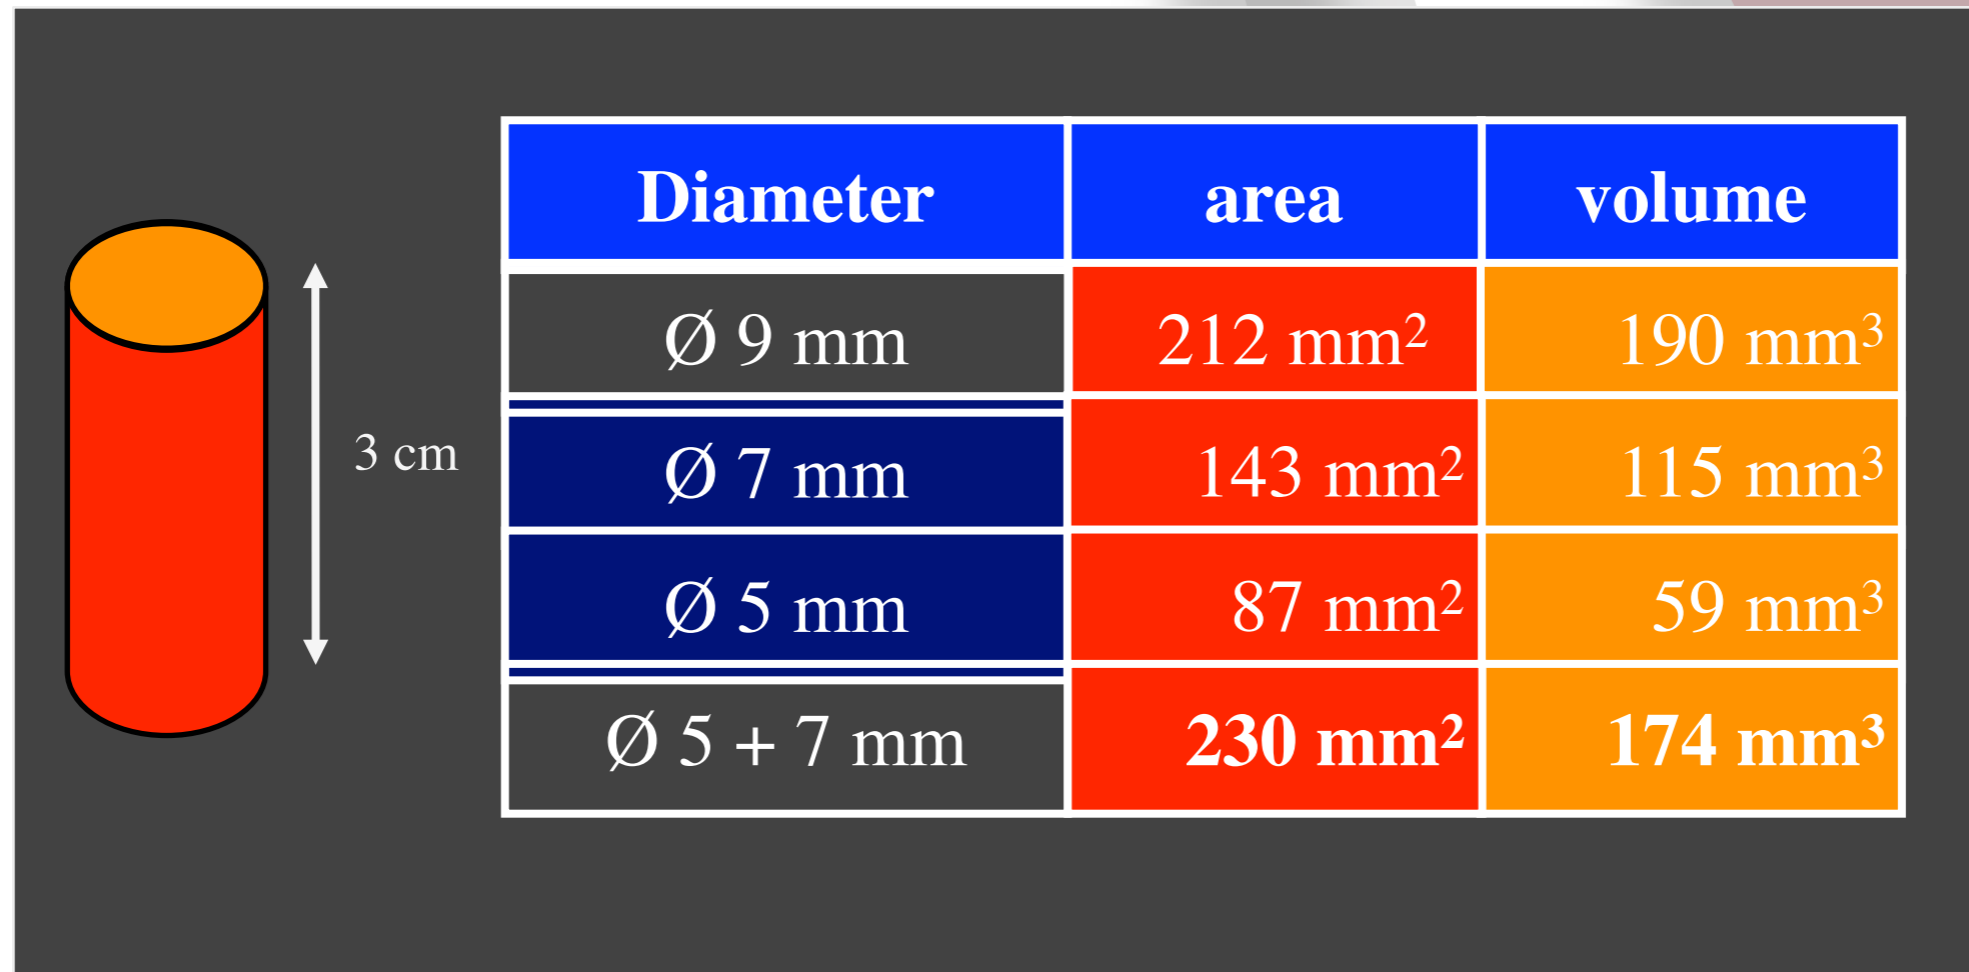 Diameter area volume
Ø 9 mm 212 mm² 190 mm³
3 cm
Ø 7 mm 143 mm² 115 mm³
Ø 5 mm 87 mm² 59 mm³
Ø 5 + 7 mm 230 mm² 174 mm³